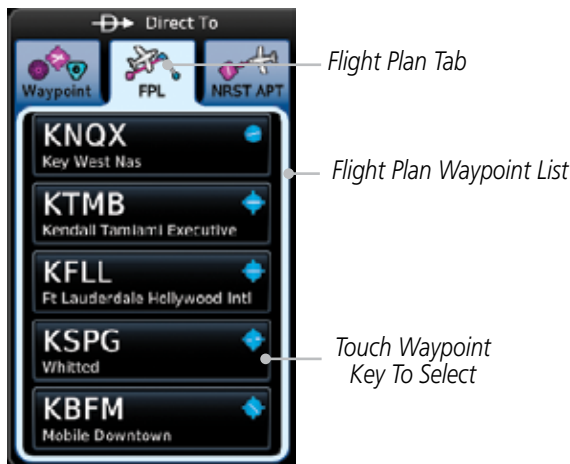 Direct To
Waypoint
FPL
NRST APT
Flight Plan Tab
KNQX
Key West Nas
Flight Plan Waypoint List
KTMB
Kendall Tamiami Executive
KFLL
Ft Lauderdale Hollywood Intl
KSPG
Whitted
Touch Waypoint
Key To Select
KBFM
Mobile Downtown